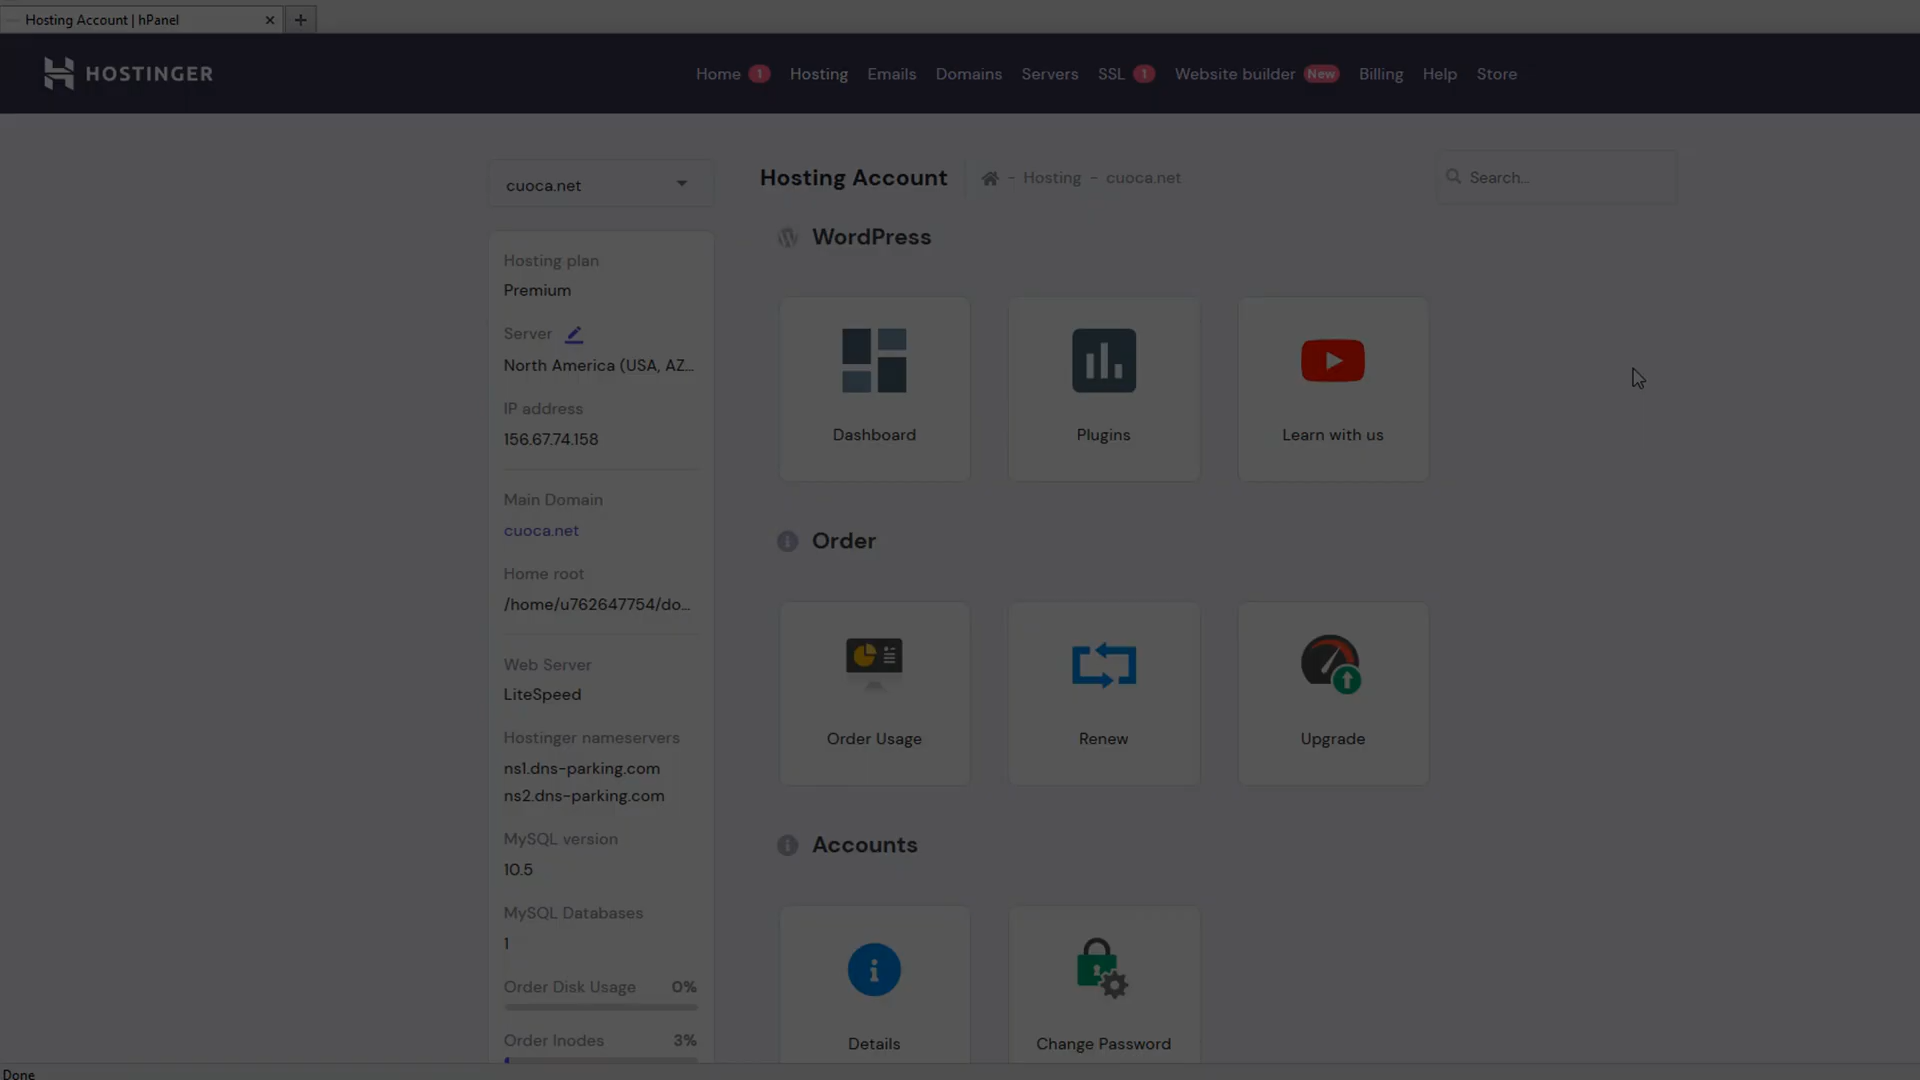 Hosting Account | hPanel
HOSTINGER
Home 1 Hosting Emails Domains Servers SSL 1 Website builder New Billing Help Store
cuoca.net
Hosting Account - Hosting - cuoca.net
Search...
Hosting plan
Premium
Server
North America (USA, AZ...
IP address
156.67.74.158
Main Domain
cuoca.net
Home root
/home/u762647754/do...
Web Server
LiteSpeed
Hostinger nameservers
ns1.dns-parking.com
ns2.dns-parking.com
MySQL version
10.5
MySQL Databases
1
Order Disk Usage 0%
Order Inodes 3%
WordPress
Dashboard
Plugins
Learn with us
Order
Order Usage
Renew
Upgrade
Accounts
Details
Change Password
Done